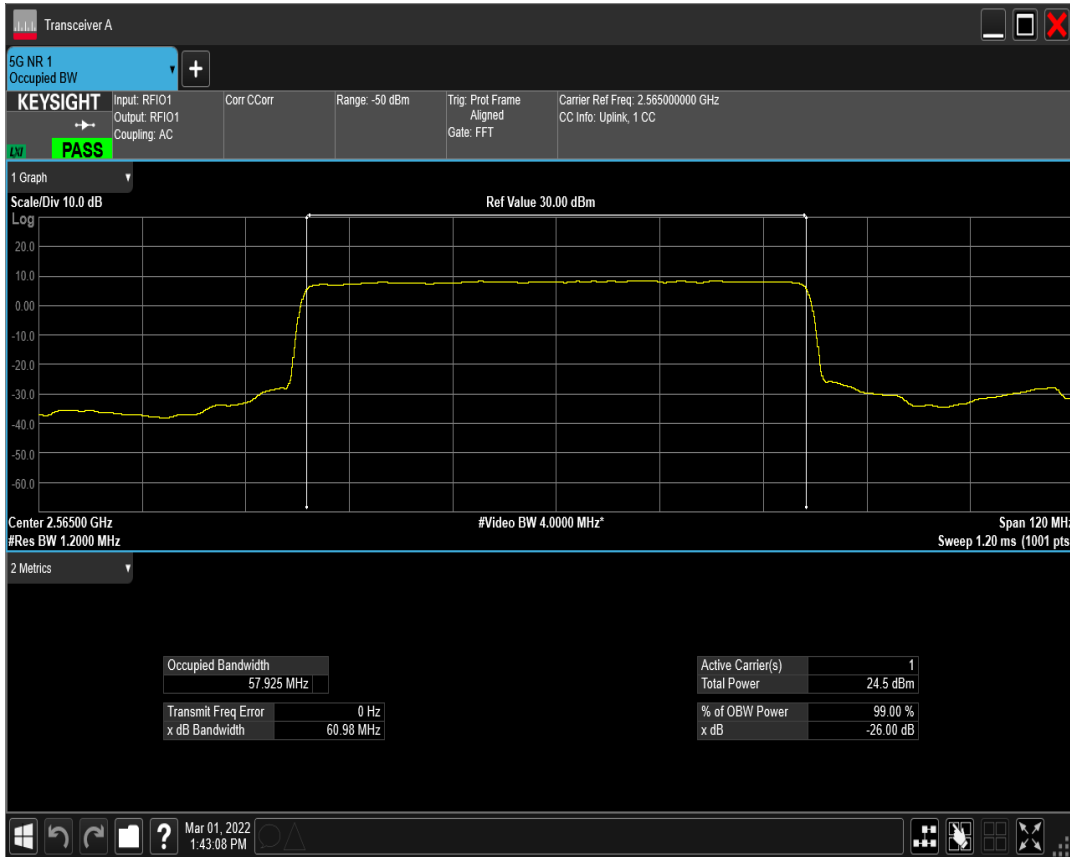 Transceiver A
5G NR 1
Occupied BW
+
KEYSIGHT
LXI
PASS
Input: RFIO1
Output: RFIO1
Coupling: AC
Corr CCorr
Range: -50 dBm
Trig: Prot Frame
Aligned
Gate: FFT
Carrier Ref Freq: 2.565000000 GHz
CC Info: Uplink, 1 CC
1 Graph
Scale/Div 10.0 dB
Ref Value 30.00 dBm
Log
20.0
10.0
0.00
-10.0
-20.0
-30.0
-40.0
-50.0
-60.0
Center 2.56500 GHz
#Video BW 4.0000 MHz*
Span 120 MHz
#Res BW 1.2000 MHz
Sweep 1.20 ms (1001 pts
2 Metrics
Occupied Bandwidth
57.925 MHz
Transmit Freq Error 0 Hz
x dB Bandwidth 60.98 MHz
Active Carrier(s) 1
Total Power 24.5 dBm
% of OBW Power 99.00 %
x dB -26.00 dB
?
Mar 01, 2022
1:43:08 PM